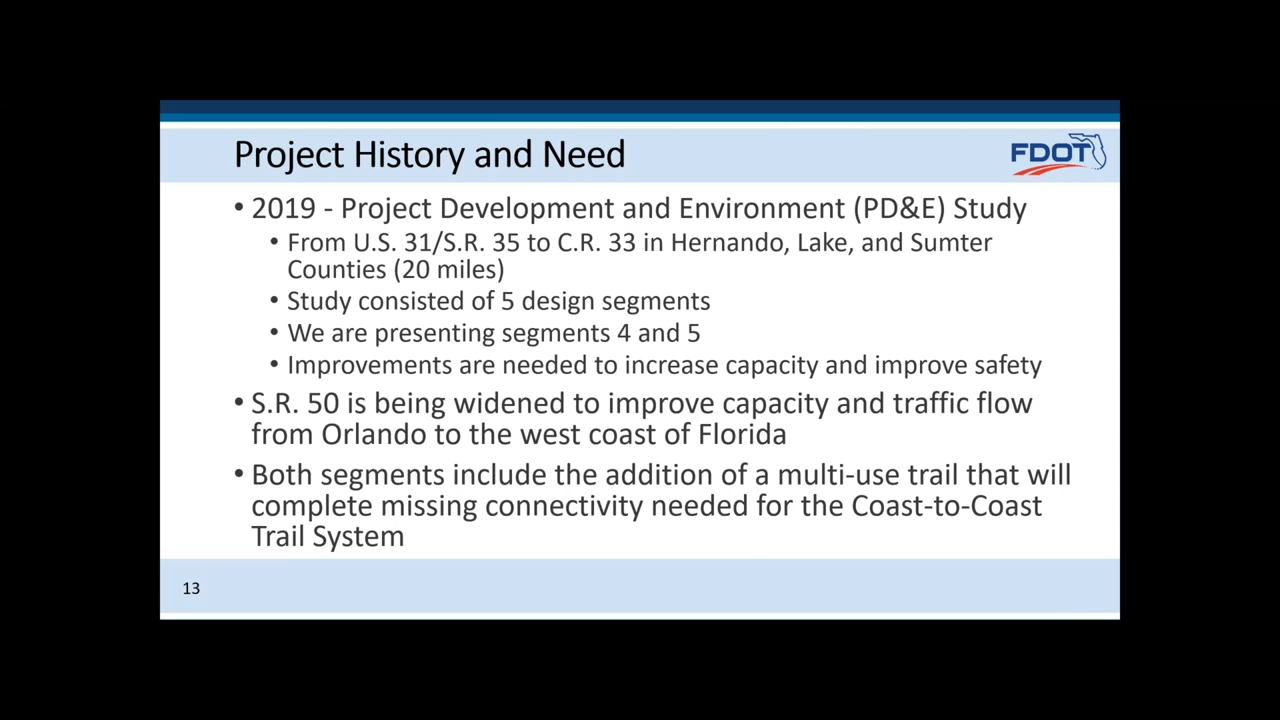 Project History and Need
FDOT
• 2019 - Project Development and Environment (PD&E) Study
• From U.S. 31/S.R. 35 to C.R. 33 in Hernando, Lake, and Sumter
Counties (20 miles)
• Study consisted of 5 design segments
• We are presenting segments 4 and 5
• Improvements are needed to increase capacity and improve safety
• S.R. 50 is being widened to improve capacity and traffic flow
from Orlando to the west coast of Florida
• Both segments include the addition of a multi-use trail that will
complete missing connectivity needed for the Coast-to-Coast
Trail System
13